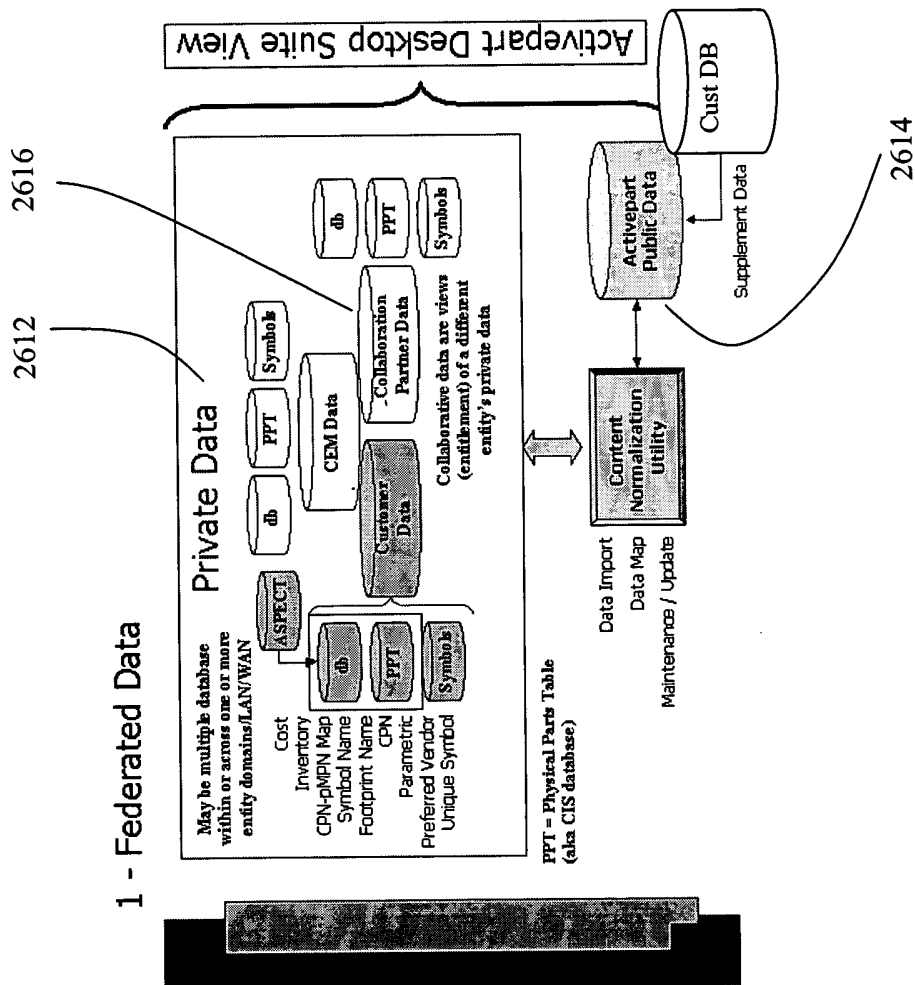 1 - Federated Data
Private Data
May be multiple database
within or across one or more
entity domains/LAN/WAN
ASPECT
db
PPT
Symbols
Cost
Inventory
CPN-pMPN Map
Symbol Name
Footprint Name
CPN
Parametric
Preferred Vendor
Unique Symbol
db
PPT
Symbols
Customer
Data
CEM Data
Collaboration
Partner Data
db
PPT
Symbols
Collaborative data are views
(entitlement) of a different
entity's private data
PPT = Physical Parts Table
(aka CIS database)
Data Import
Data Map
Maintenance / Update
Content
Normalization
Utility
Activepart
Public Data
Supplement Data
Cust DB
Activepart Desktop Suite View
2612
2616
2614